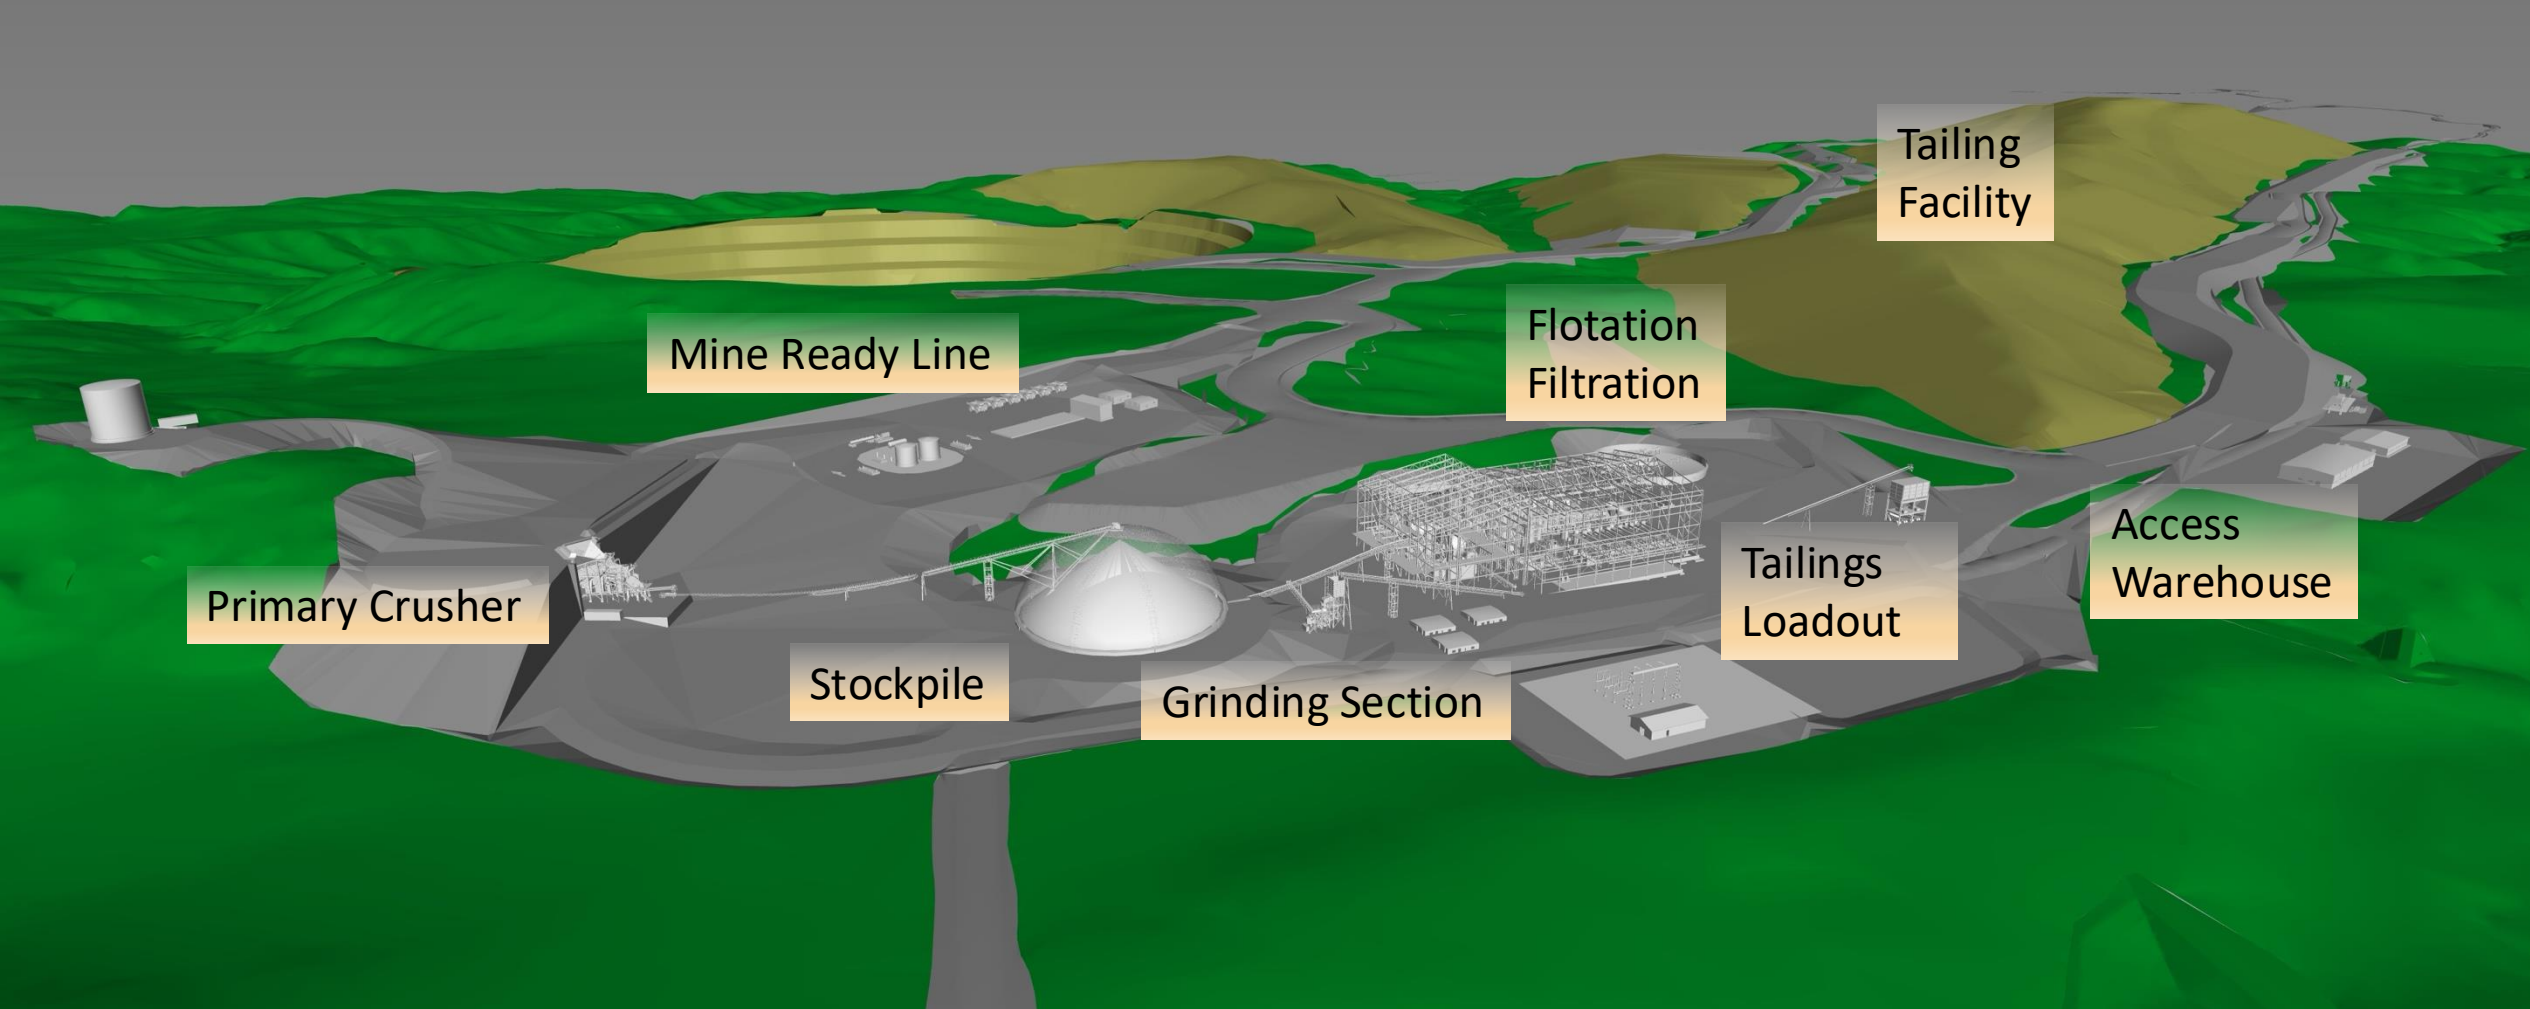 Tailing
Facility
Mine Ready Line
Flotation
Filtration
Primary Crusher
Stockpile
Grinding Section
Tailings
Loadout
Access
Warehouse